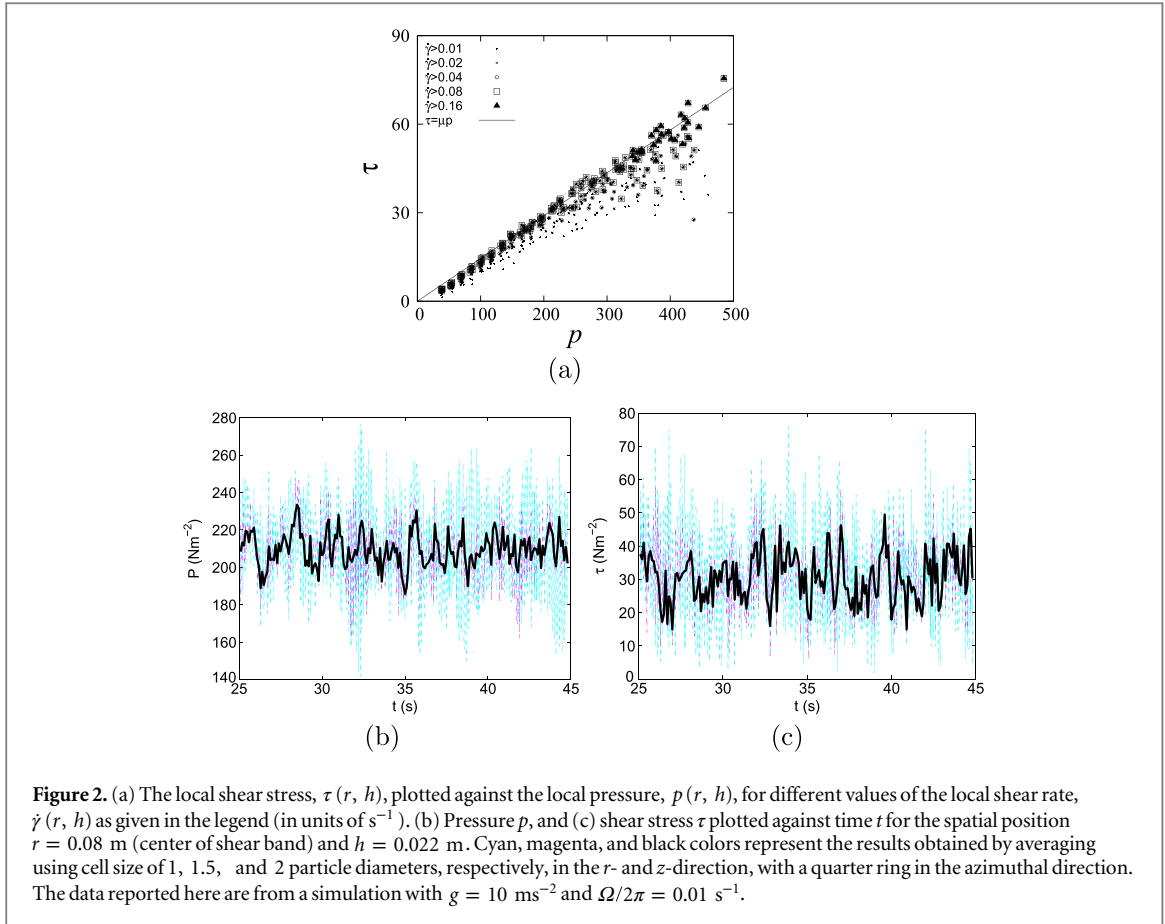 90
60
30
0
τ
γ̇>0.01
γ̇>0.02
γ̇>0.04
γ̇>0.08
γ̇>0.16
τ=μp
0 100 200 300 400 500
p
(a)
280
260
240
220
200
180
160
140
P (Nm⁻²)
25 30 35 40 45
t (s)
(b)
80
70
60
50
40
30
20
10
0
τ (Nm⁻²)
25 30 35 40 45
t (s)
(c)
Figure 2. (a) The local shear stress, τ (r, h), plotted against the local pressure, p (r, h), for different values of the local shear rate,
γ̇ (r, h) as given in the legend (in units of s⁻¹). (b) Pressure p, and (c) shear stress τ plotted against time t for the spatial position
r = 0.08 m (center of shear band) and h = 0.022 m. Cyan, magenta, and black colors represent the results obtained by averaging
using cell size of 1, 1.5, and 2 particle diameters, respectively, in the r- and z-direction, with a quarter ring in the azimuthal direction.
The data reported here are from a simulation with g = 10 ms⁻² and Ω/2π = 0.01 s⁻¹.